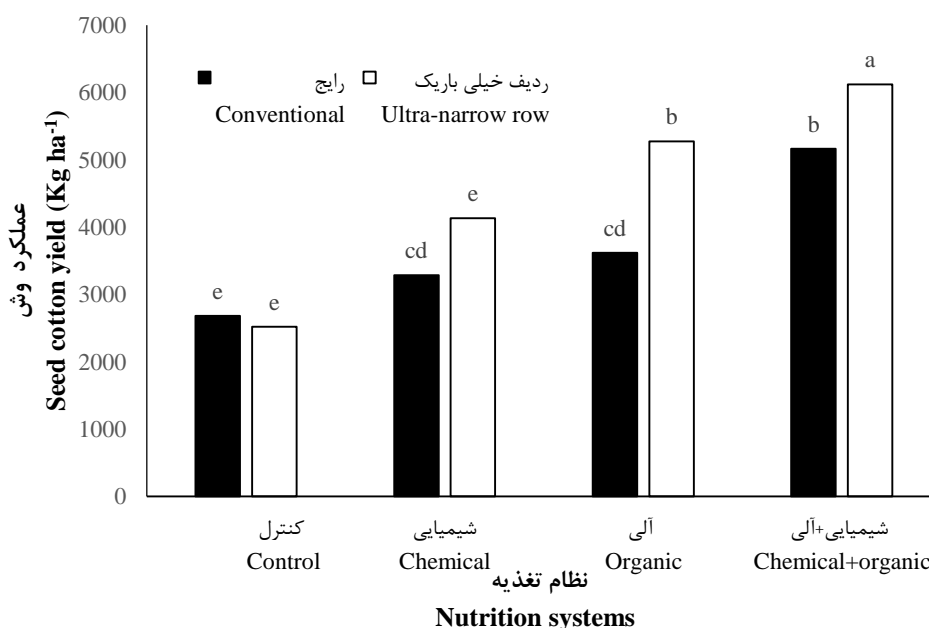 7000
6000
5000
4000
3000
2000
1000
0
عملکرد وش
Seed cotton yield (Kg ha-1)
رایج
Conventional
ردیف خیلی باریک
Ultra-narrow row
e
e
cd
e
cd
b
b
a
کنترل
Control
شیمیایی
Chemical
آلی
Organic
شیمیایی+آلی
Chemical+organic
نظام تغذیه
Nutrition systems